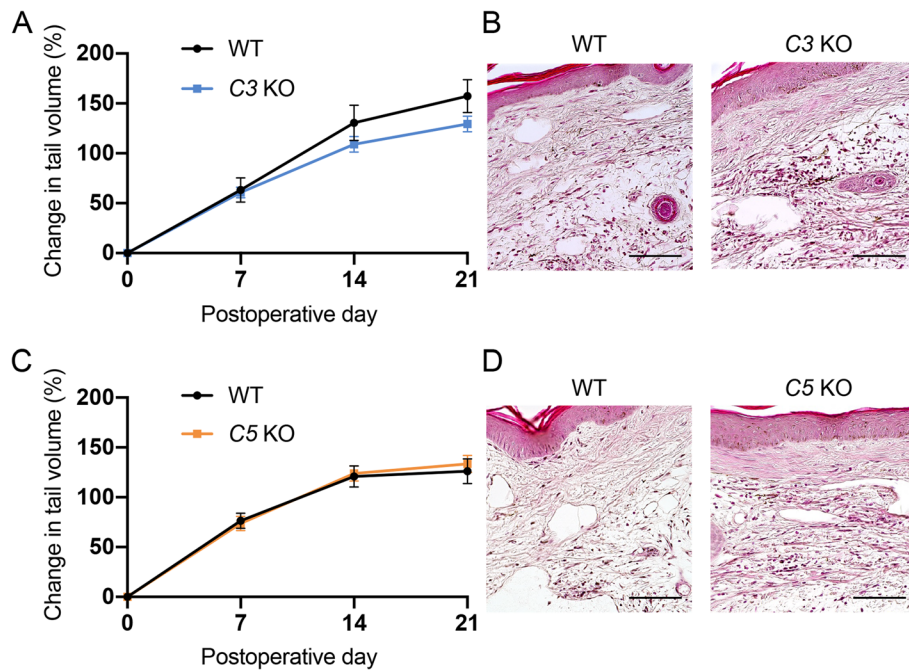 A
Change in tail volume (%)
200
150
100
50
0
WT
C3 KO
0 7 14 21
Postoperative day
B
WT C3 KO
C
Change in tail volume (%)
200
150
100
50
0
WT
C5 KO
0 7 14 21
Postoperative day
D
WT C5 KO